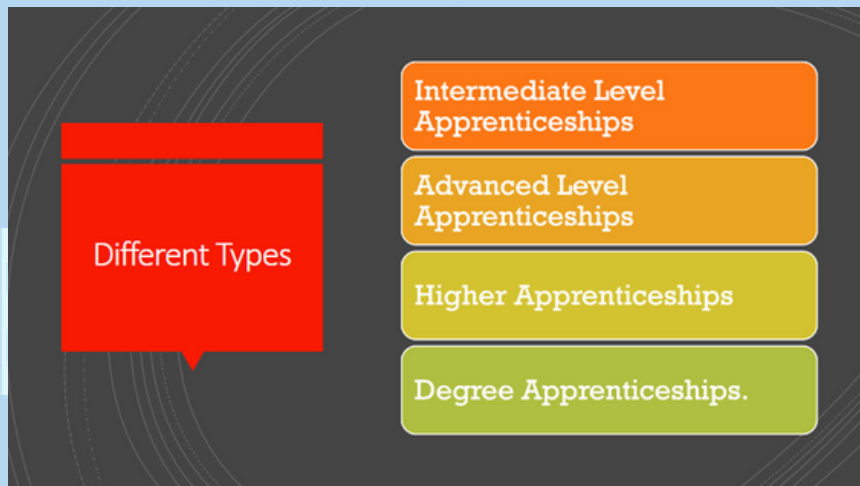 Different Types
Intermediate Level
Apprenticeships
Advanced Level
Apprenticeships
Higher Apprenticeships
Degree Apprenticeships.